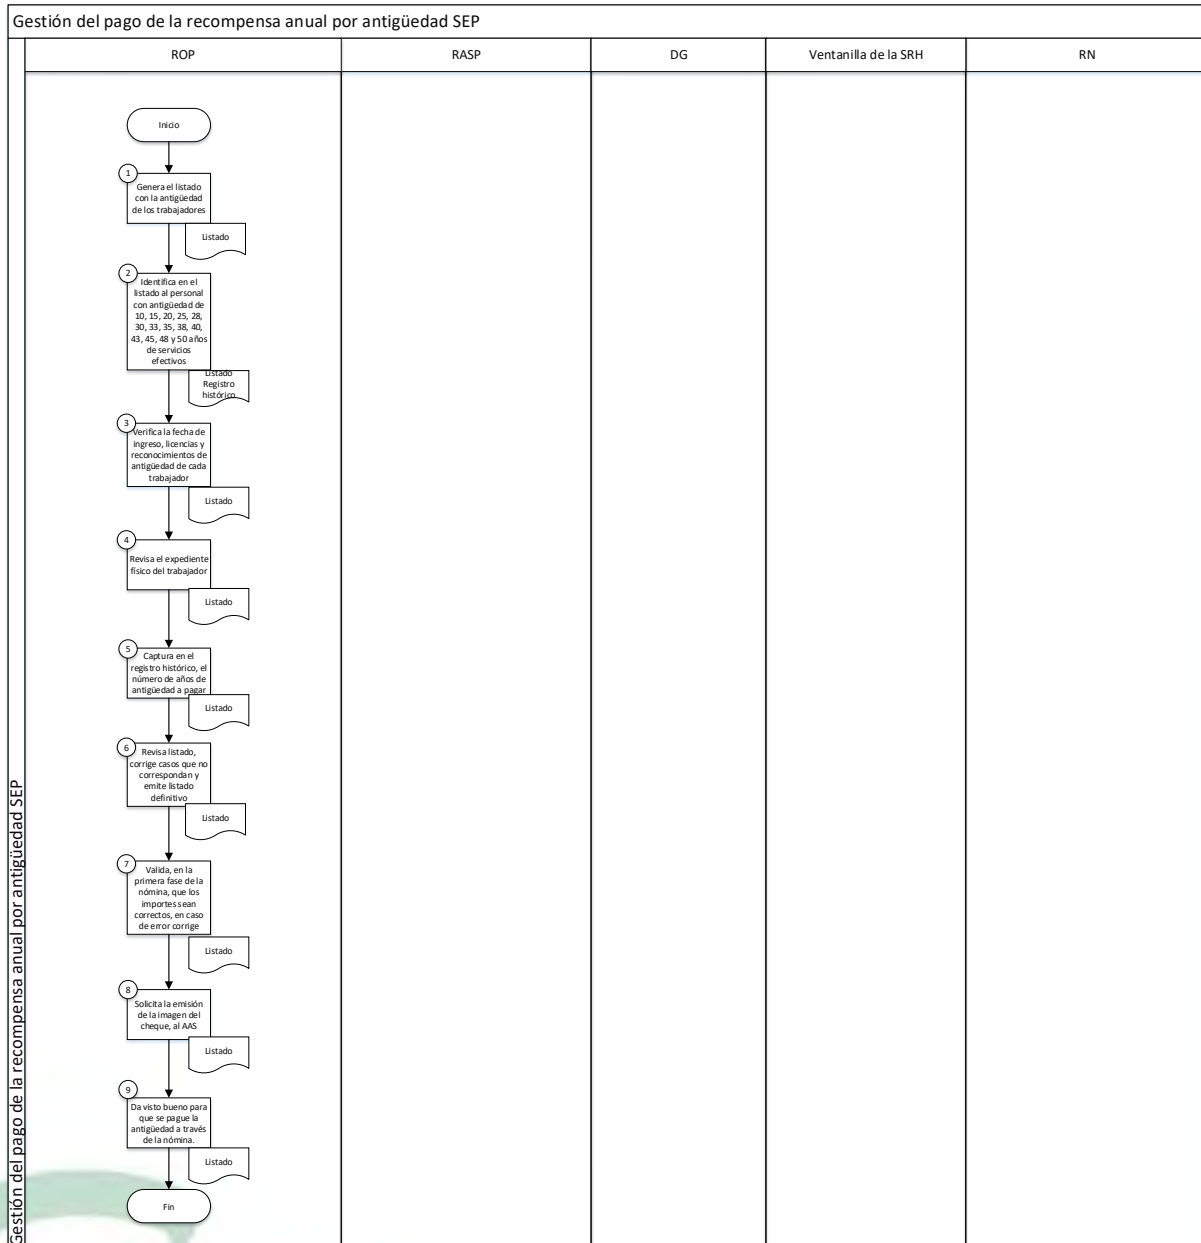 Gestión del pago de la recompensa anual por antigüedad SEP
ROP
RASP
DG
Ventanilla de la SRH
RN
Gestión del pago de la recompensa anual por antigüedad SEP
Inicio
1
Genera el listado
con la antigüedad
de los trabajadores
Listado
2
Identifica en el
listado al personal
con antigüedad de
10, 15, 20, 25, 28,
30, 33, 35, 38, 40,
43, 45, 48 y 50 años
de servicios
efectivos
Listado
Registro
histórico
3
Verifica la fecha de
ingreso, licencias y
reconocimientos de
antigüedad de cada
trabajador
Listado
4
Revisa el expediente
físico del trabajador
Listado
5
Captura en el
registro histórico, el
número de años de
antigüedad a pagar
Listado
6
Revisa listado,
corrige casos que no
correspondan y
emite listado
definitivo
Listado
7
Valida, en la
primera fase de la
nómina, que los
importes sean
correctos, en caso
de error corrige
Listado
8
Solicita la emisión
de la imagen del
cheque, al AAS
Listado
9
Da visto bueno para
que se pague la
antigüedad a través
de la nómina.
Listado
Fin